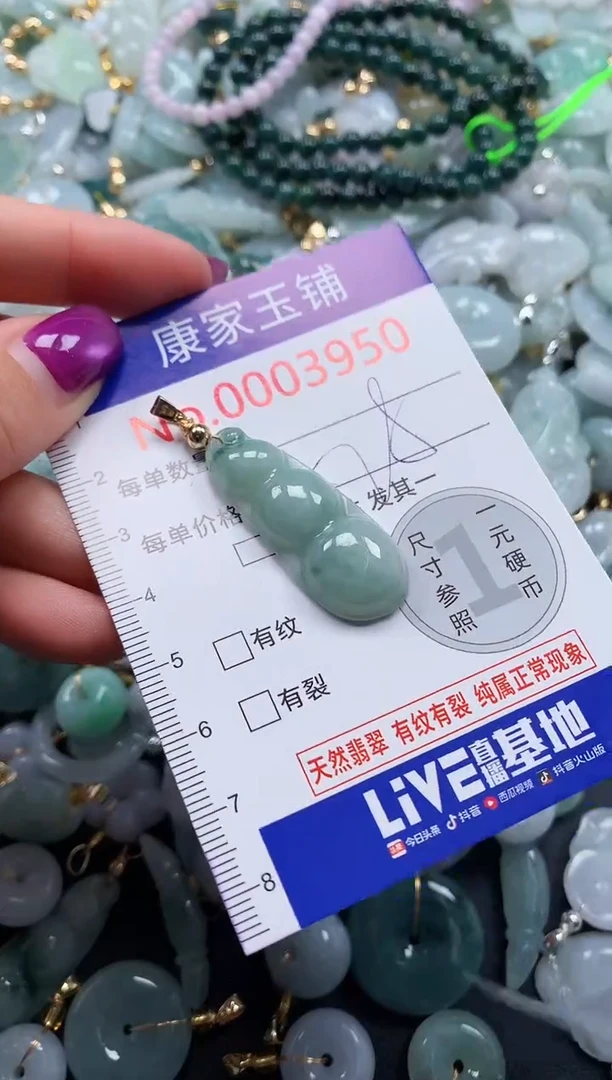 康家玉铺
No.0003950
每单数
每单价格
发其一
一元硬币
1
尺寸参照
2
3
4
5
6
7
8
□有纹
□有裂
天然翡翠 有纹有裂 纯属正常现象
LiVE直播基地
头条 今日头条 抖音 西瓜视频 抖音火山版